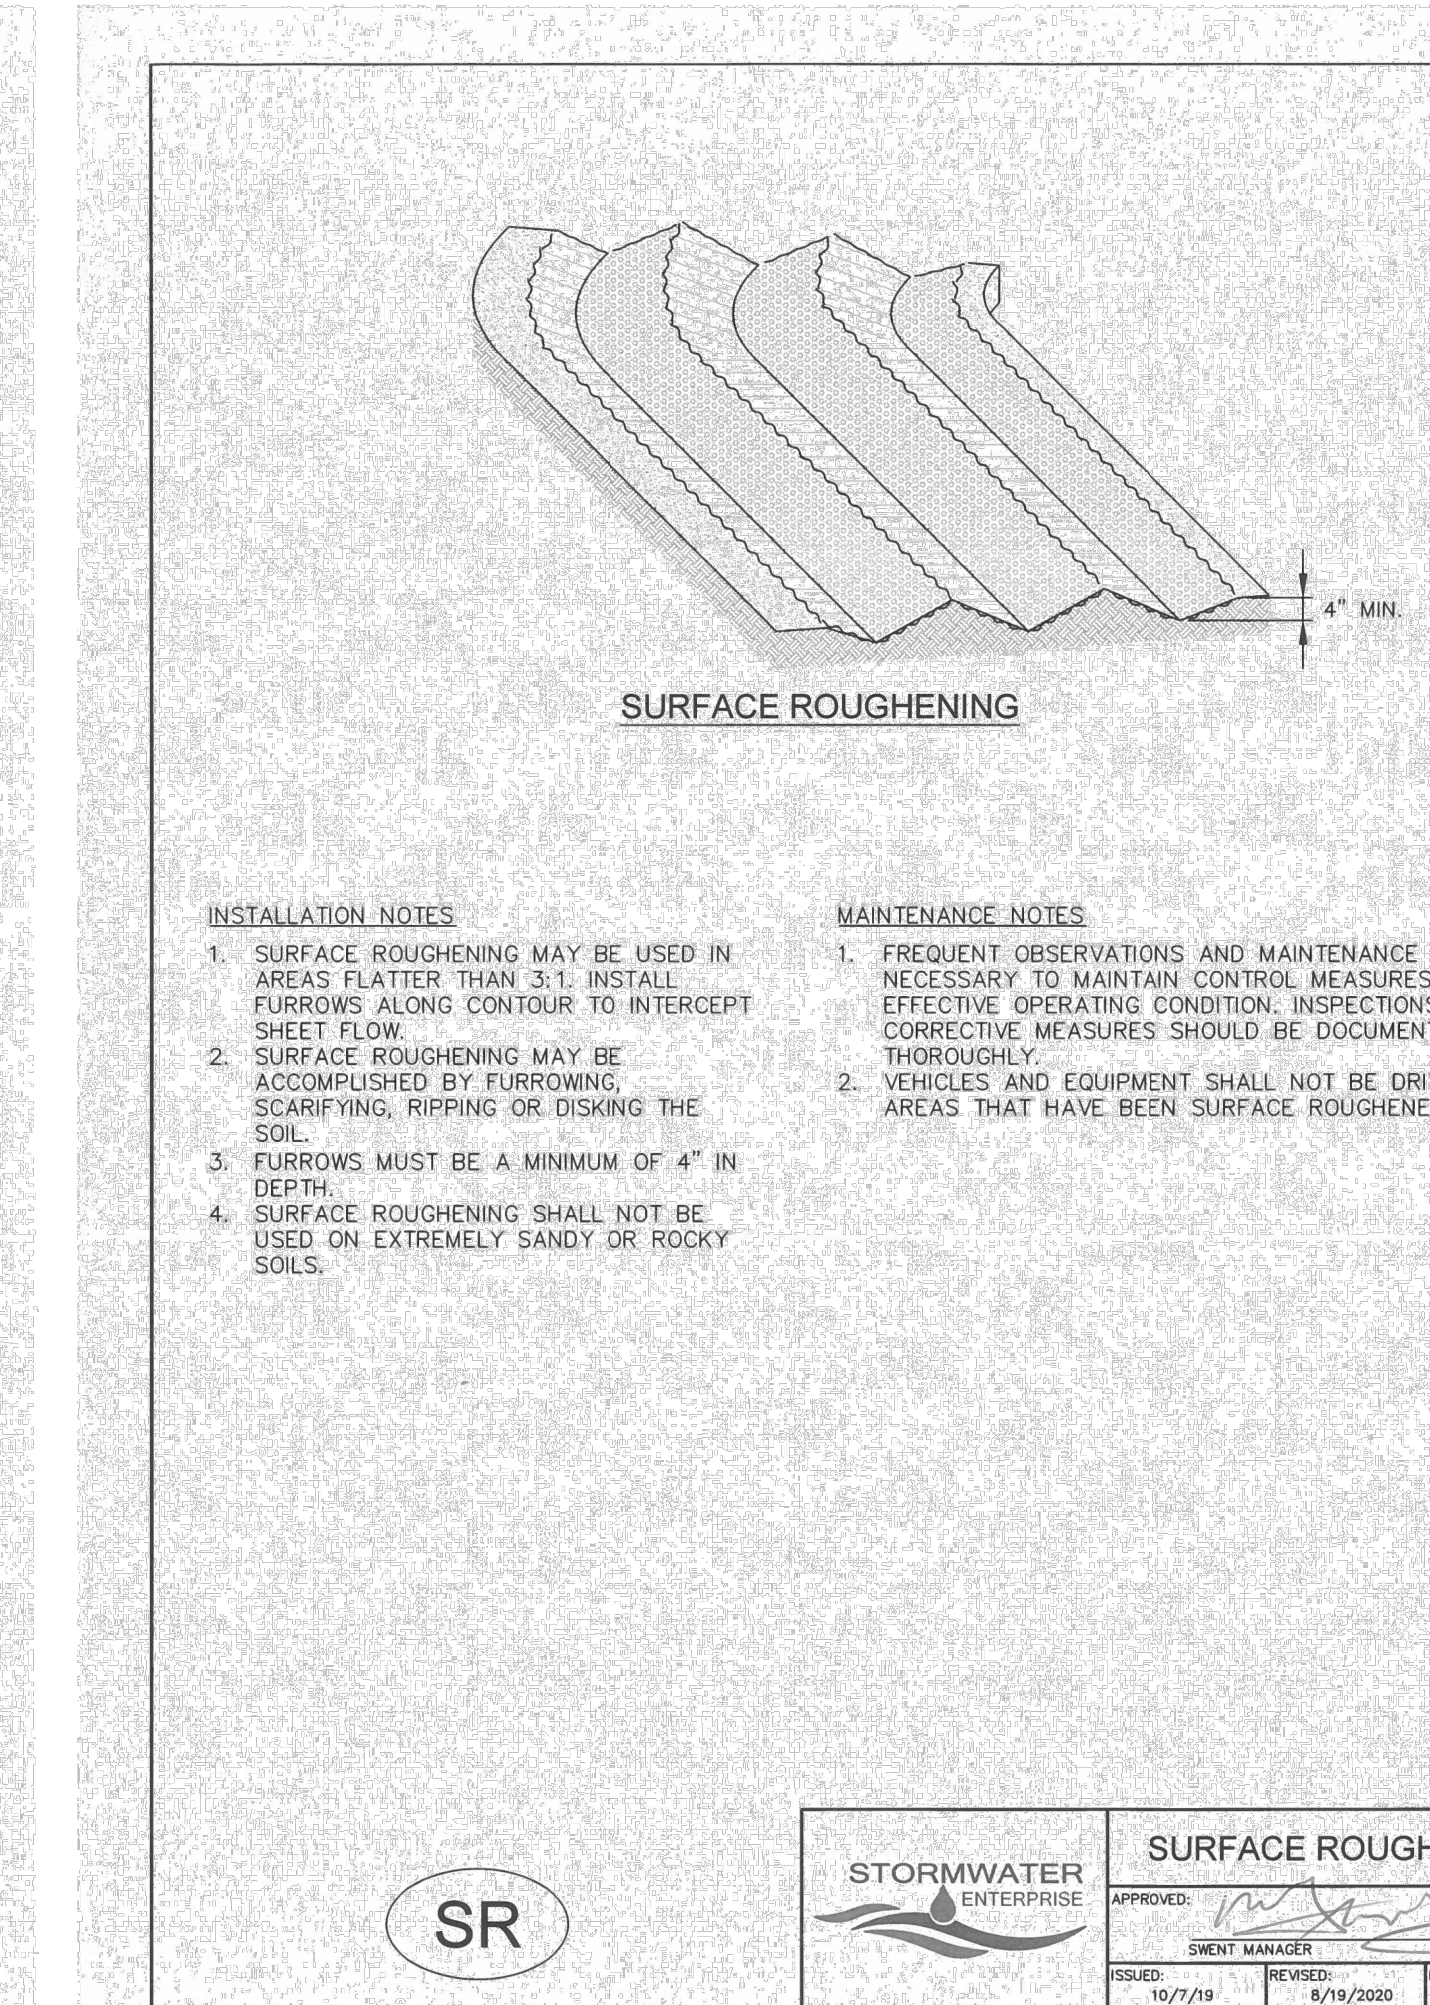 4" MIN.
SURFACE ROUGHENING
INSTALLATION NOTES
1. SURFACE ROUGHENING MAY BE USED IN
AREAS FLATTER THAN 3:1. INSTALL
FURROWS ALONG CONTOUR TO INTERCEPT
SHEET FLOW.
2. SURFACE ROUGHENING MAY BE
ACCOMPLISHED BY FURROWING,
SCARIFYING, RIPPING OR DISKING THE
SOIL.
3. FURROWS MUST BE A MINIMUM OF 4" IN
DEPTH.
4. SURFACE ROUGHENING SHALL NOT BE
USED ON EXTREMELY SANDY OR ROCKY
SOILS.
MAINTENANCE NOTES
1. FREQUENT OBSERVATIONS AND MAINTENANCE
NECESSARY TO MAINTAIN CONTROL MEASURES
EFFECTIVE OPERATING CONDITION. INSPECTIONS
CORRECTIVE MEASURES SHOULD BE DOCUMEN
THOROUGHLY.
2. VEHICLES AND EQUIPMENT SHALL NOT BE DRI
AREAS THAT HAVE BEEN SURFACE ROUGHENE
SR
STORMWATER
ENTERPRISE
SURFACE ROUGH
APPROVED:
SWENT MANAGER
ISSUED:
10/7/19
REVISED:
8/19/2020